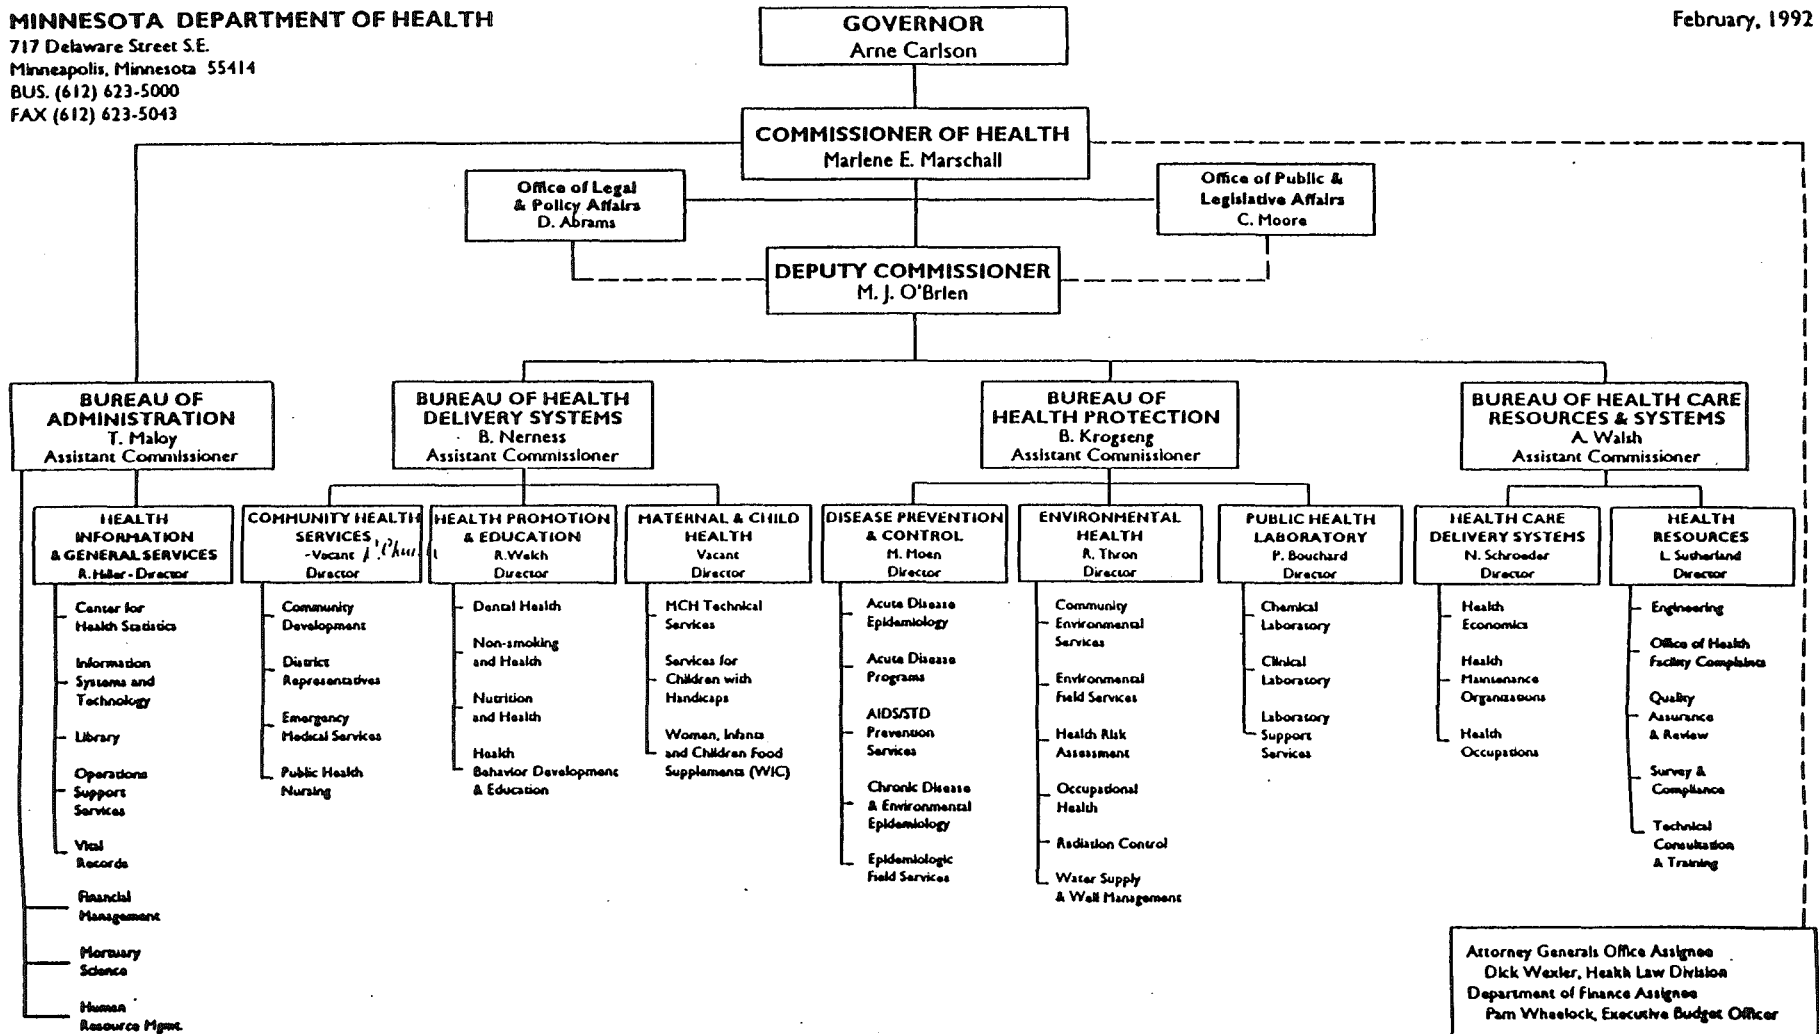 MINNESOTA DEPARTMENT OF HEALTH
717 Delaware Street S.E.
Minneapolis, Minnesota 55414
BUS. (612) 623-5000
FAX (612) 623-5043
February, 1992
GOVERNOR
Arne Carlson
COMMISSIONER OF HEALTH
Marlene E. Marschall
Office of Legal
& Policy Affairs
D. Abrams
Office of Public &
Legislative Affairs
C. Moore
DEPUTY COMMISSIONER
M. J. O'Brien
BUREAU OF
ADMINISTRATION
T. Maloy
Assistant Commissioner
HEALTH
INFORMATION
& GENERAL SERVICES
R. Hiller - Director
Center for
Health Statistics
Information
Systems and
Technology
Library
Operations
Support
Services
Vital
Records
Financial
Management
Mortuary
Science
Human
Resource Mgmt.
BUREAU OF HEALTH
DELIVERY SYSTEMS
B. Nerness
Assistant Commissioner
COMMUNITY HEALTH
SERVICES
-Vacant
Director
Community
Development
District
Representatives
Emergency
Medical Services
Public Health
Nursing
HEALTH PROMOTION
& EDUCATION
R. Welch
Director
Dental Health
Non-smoking
and Health
Nutrition
and Health
Health
Behavior Development
& Education
MATERNAL & CHILD
HEALTH
Vacant
Director
MCH Technical
Services
Services for
Children with
Handicaps
Women, Infants
and Children Food
Supplements (WIC)
BUREAU OF
HEALTH PROTECTION
B. Krogseng
Assistant Commissioner
DISEASE PREVENTION
& CONTROL
M. Moen
Director
Acute Disease
Epidemiology
Acute Disease
Programs
AIDS/STD
Prevention
Services
Chronic Disease
& Environmental
Epidemiology
Epidemiologic
Field Services
ENVIRONMENTAL
HEALTH
R. Thron
Director
Community
Environmental
Services
Environmental
Field Services
Health Risk
Assessment
Occupational
Health
Radiation Control
Water Supply
& Well Management
PUBLIC HEALTH
LABORATORY
P. Bouchard
Director
Chemical
Laboratory
Clinical
Laboratory
Laboratory
Support
Services
BUREAU OF HEALTH CARE
RESOURCES & SYSTEMS
A. Walsh
Assistant Commissioner
HEALTH CARE
DELIVERY SYSTEMS
N. Schroeder
Director
Health
Economics
Health
Maintenance
Organizations
Health
Occupations
HEALTH
RESOURCES
L. Sutherland
Director
Engineering
Office of Health
Facility Complaints
Quality
Assurance
& Review
Survey &
Compliance
Technical
Consultation
& Training
Attorney Generals Office Assignee
Dick Wexler, Health Law Division
Department of Finance Assignee
Pam Wheelock, Executive Budget Officer